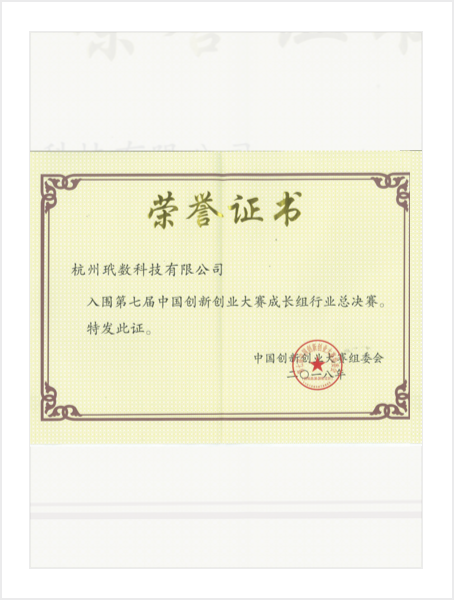 荣誉证书
杭州玳数科技有限公司
入围第七届中国创新创业大赛成长组行业总决赛。
特发此证。
中国创新创业大赛组委会
二〇一八年